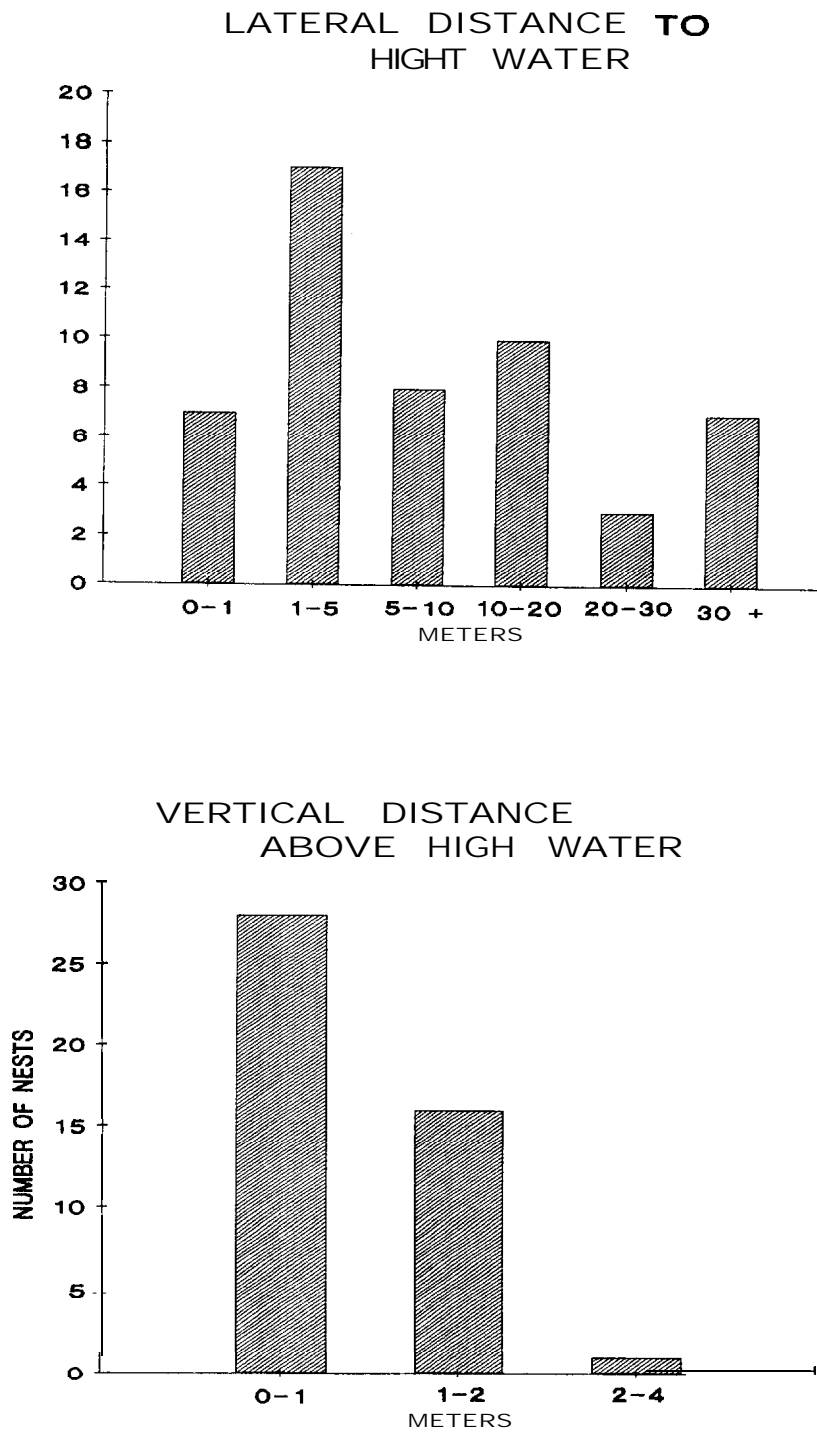 LATERAL DISTANCE TO
HIGHT WATER
20
18
16
14
12
10
8
6
4
2
0
0-1 1-5 5-10 10-20 20-30 30 +
METERS
VERTICAL DISTANCE
ABOVE HIGH WATER
30
25
20
15
10
5
0
NUMBER OF NESTS
0-1 1-2 2-4
METERS